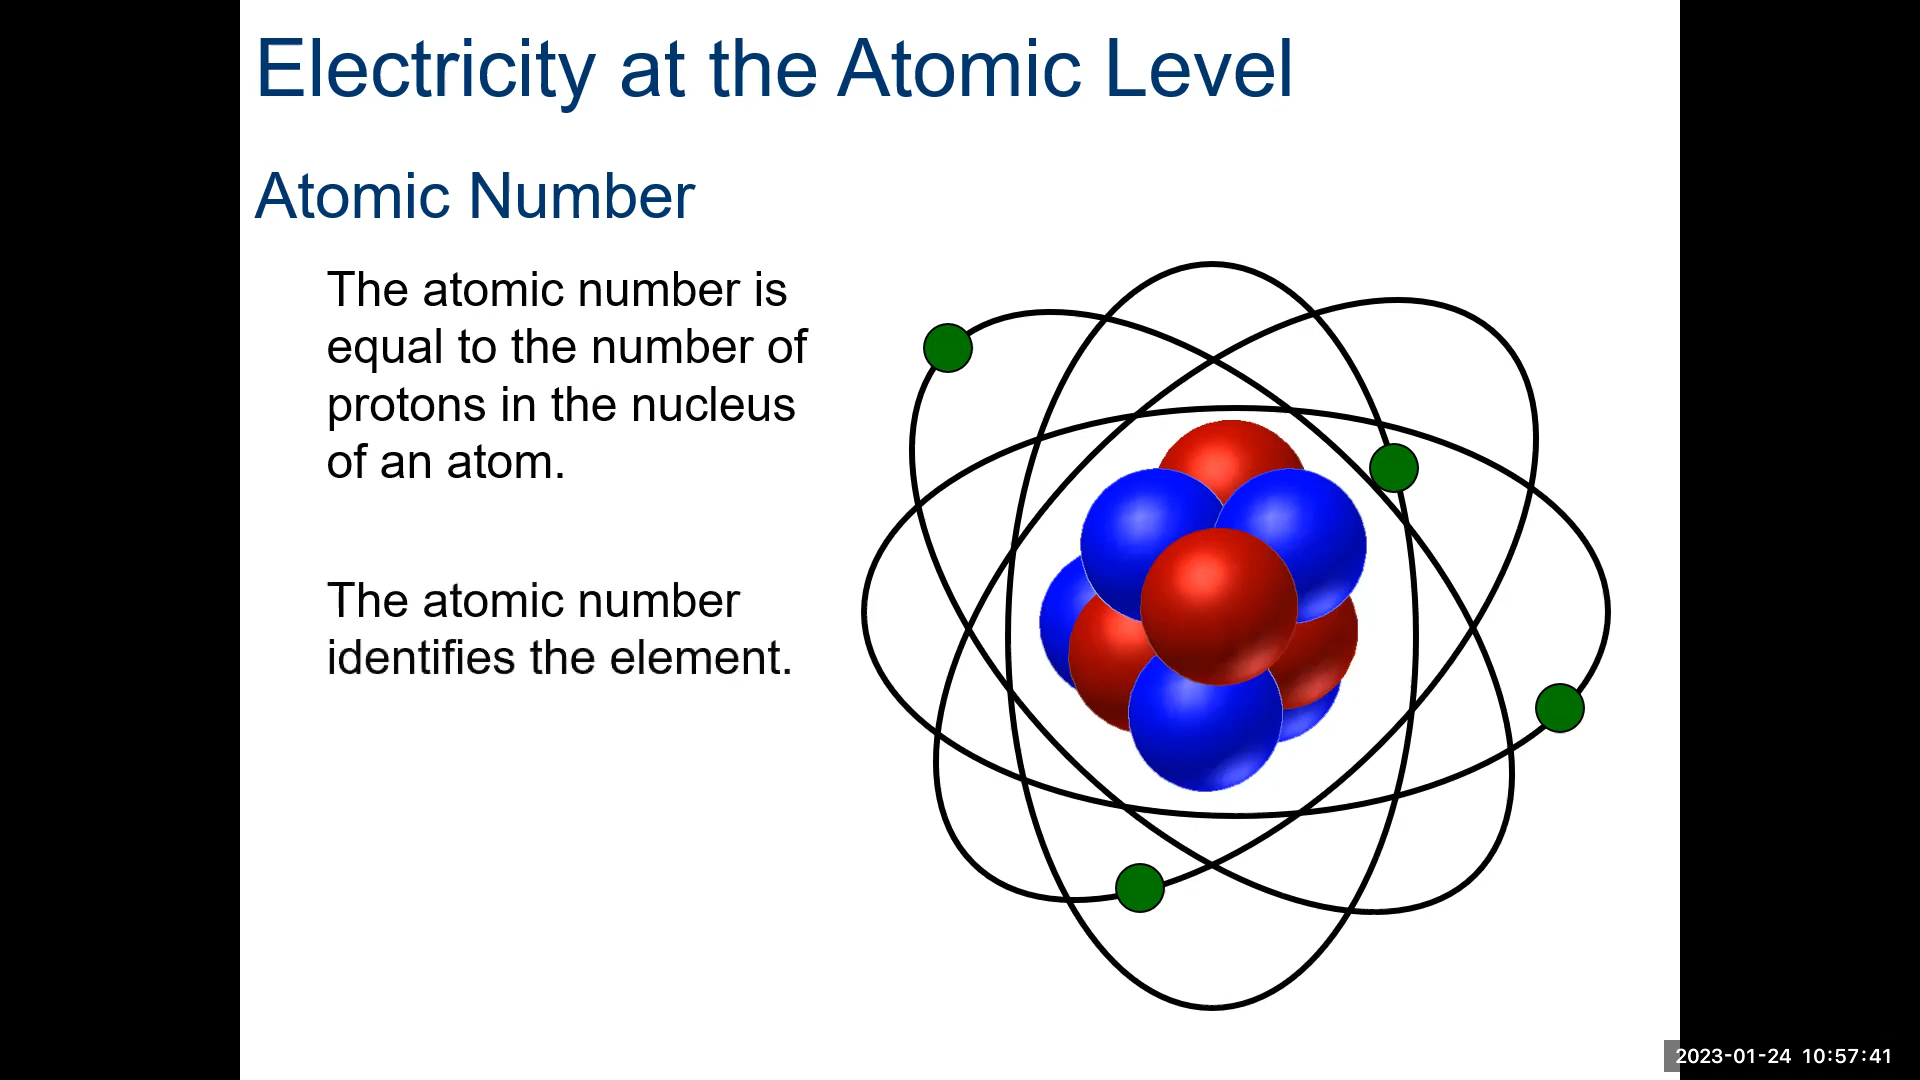 Electricity at the Atomic Level
Atomic Number
The atomic number is
equal to the number of
protons in the nucleus
of an atom.
The atomic number
identifies the element.
2023-01-24 10:57:41